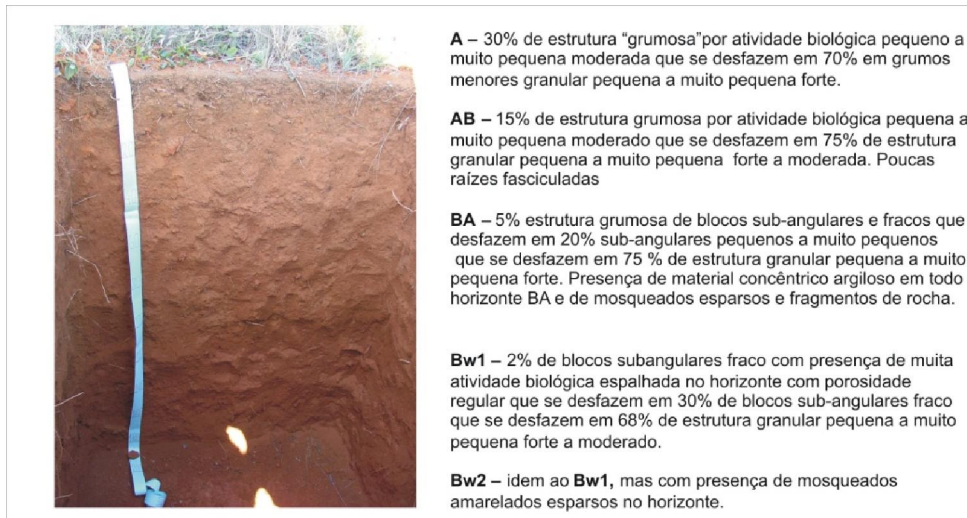 A – 30% de estrutura “grumosa”por atividade biológica pequeno a
muito pequena moderada que se desfazem em 70% em grumos
menores granular pequena a muito pequena forte.
AB – 15% de estrutura grumosa por atividade biológica pequena a
muito pequena moderado que se desfazem em 75% de estrutura
granular pequena a muito pequena forte a moderada. Poucas
raízes fasciculadas
BA – 5% estrutura grumosa de blocos sub-angulares e fracos que
desfazem em 20% sub-angulares pequenos a muito pequenos
que se desfazem em 75 % de estrutura granular pequena a muito
pequena forte. Presença de material concêntrico argiloso em todo
horizonte BA e de mosqueados esparsos e fragmentos de rocha.
Bw1 – 2% de blocos subangulares fraco com presença de muita
atividade biológica espalhada no horizonte com porosidade
regular que se desfazem em 30% de blocos sub-angulares fraco
que se desfazem em 68% de estrutura granular pequena a muito
pequena forte a moderado.
Bw2 – idem ao Bw1, mas com presença de mosqueados
amarelados esparsos no horizonte.